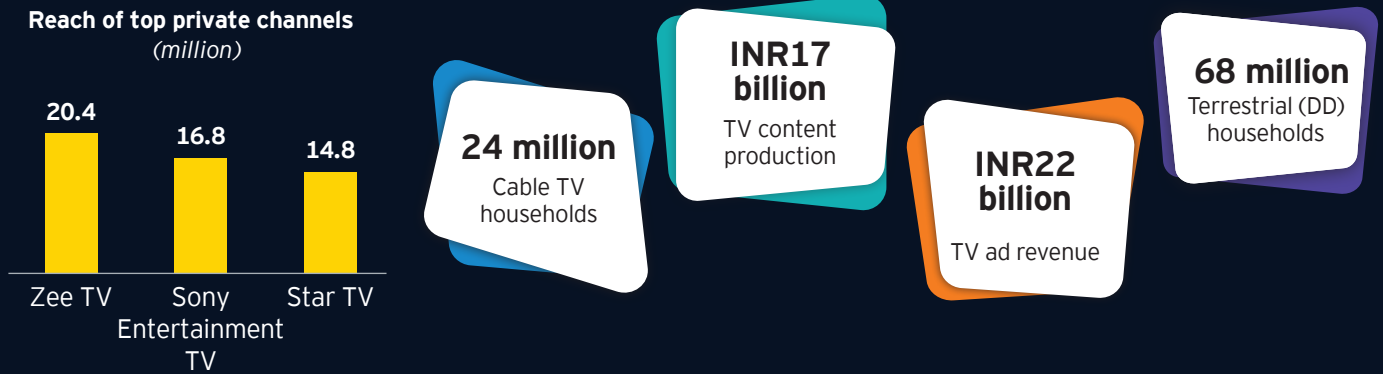 Reach of top private channels
(million)
20.4
16.8
14.8
Zee TV
Sony
Entertainment
TV
Star TV
24 million
Cable TV
households
INR17
billion
TV content
production
INR22
billion
TV ad revenue
68 million
Terrestrial (DD)
households